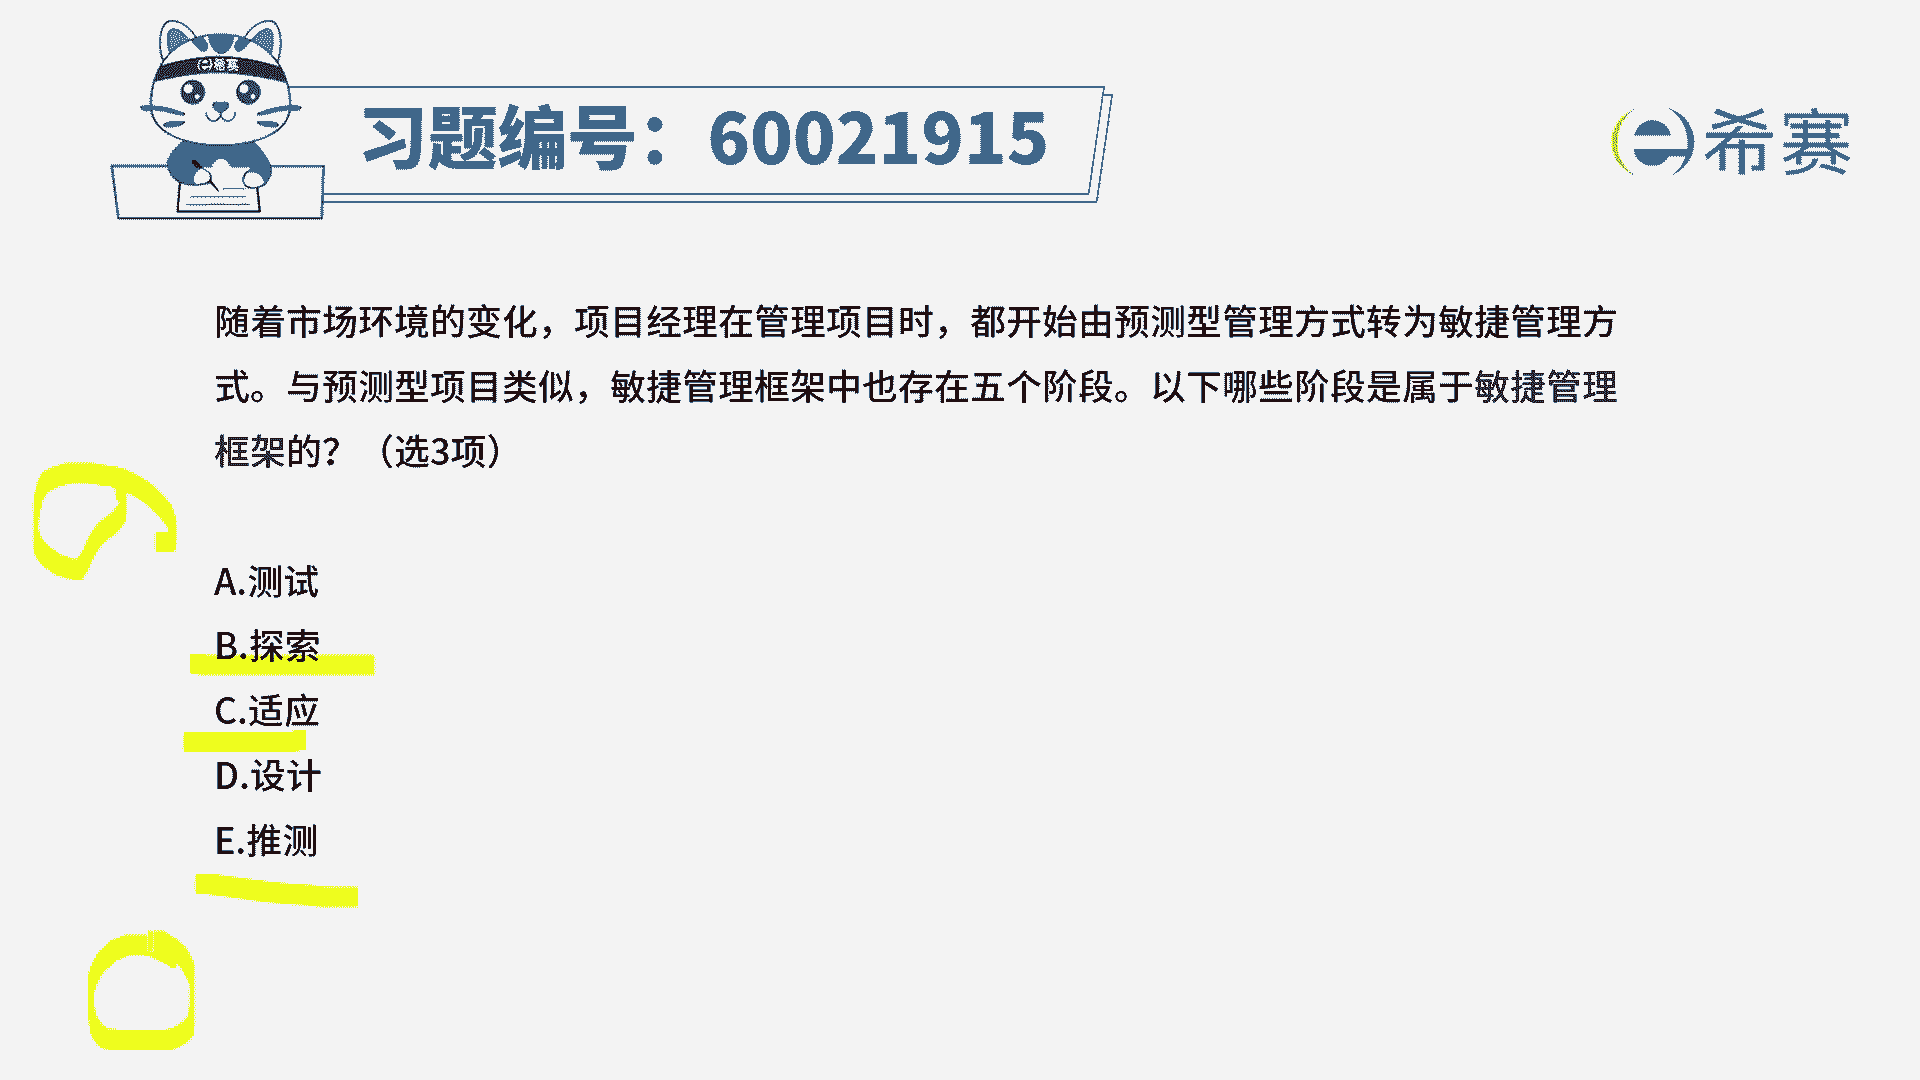 e希赛
习题编号：60021915
e希赛
随着市场环境的变化，项目经理在管理项目时，都开始由预测型管理方式转为敏捷管理方
式。与预测型项目类似，敏捷管理框架中也存在五个阶段。以下哪些阶段是属于敏捷管理
框架的？（选3项）
A.测试
B.探索
C.适应
D.设计
E.推测